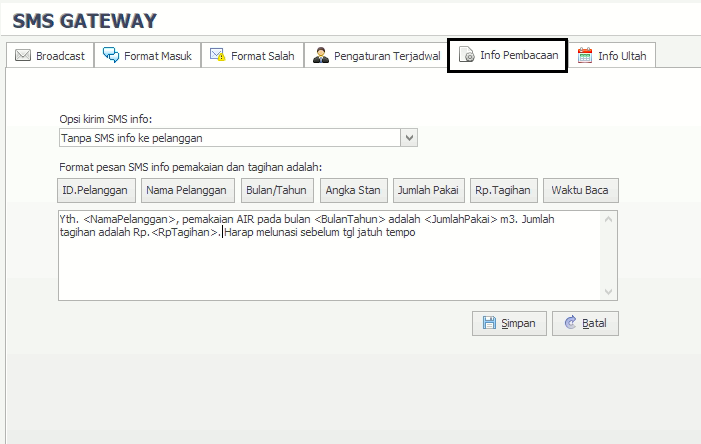 SMS GATEWAY
Broadcast Format Masuk Format Salah Pengaturan Terjadwal Info Pembacaan Info Ultah
Opsi kirim SMS info:
Tanpa SMS info ke pelanggan
Format pesan SMS info pemakaian dan tagihan adalah:
ID.Pelanggan Nama Pelanggan Bulan/Tahun Angka Stan Jumlah Pakai Rp.Tagihan Waktu Baca
Yth. <NamaPelanggan>, pemakaian AIR pada bulan <BulanTahun> adalah <JumlahPakai> m3. Jumlah
tagihan adalah Rp.<RpTagihan>.Harap melunasi sebelum tgl jatuh tempo
Simpan Batal